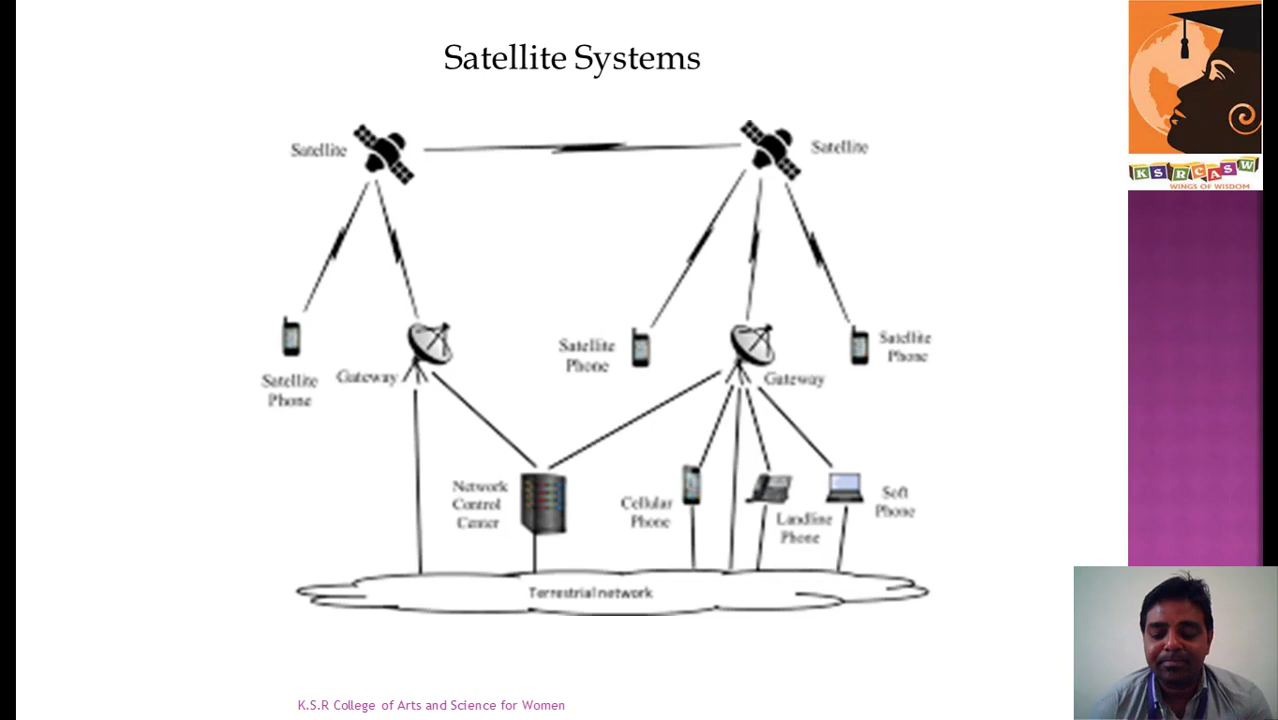 Satellite Systems
Satellite
Satellite
Satellite
Phone
Gateway
Satellite
Phone
Gateway
Satellite
Phone
Network
Control
Center
Cellular
Phone
Landline
Phone
Soft
Phone
Terrestrial network
K.S.R College of Arts and Science for Women
KSRCASW
WINGS OF WISDOM